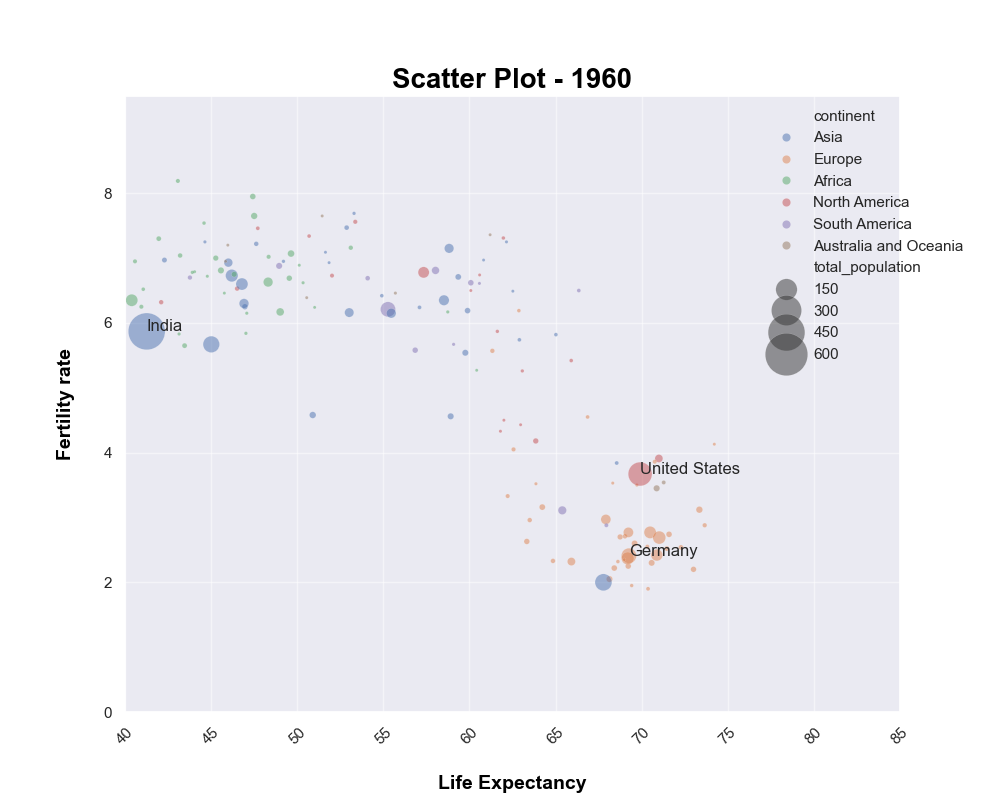 Scatter Plot - 1960
continent
Asia
Europe
Africa
North America
South America
Australia and Oceania
total_population
150
300
450
600
India
United States
Germany
Fertility rate
8
6
4
2
0
40
45
50
55
60
65
70
75
80
85
Life Expectancy